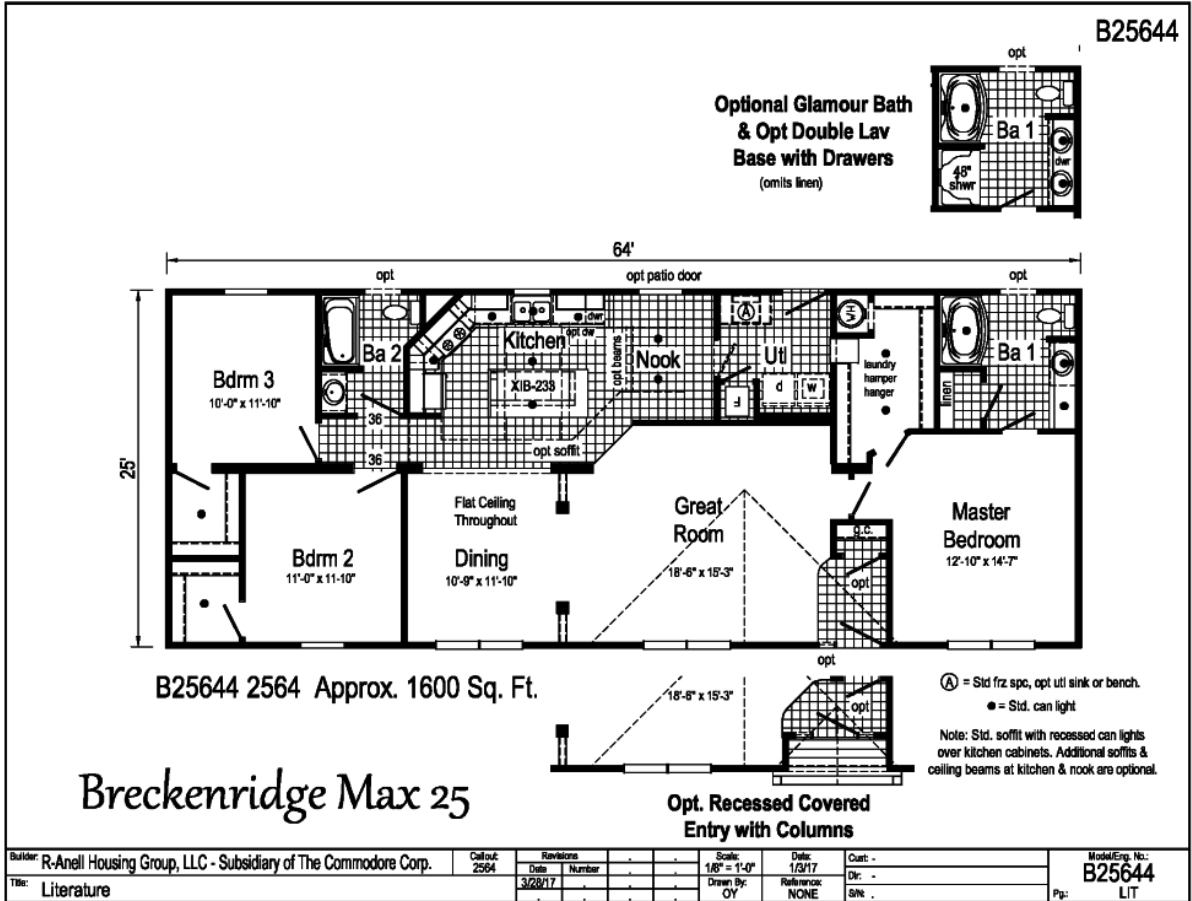 B25644
opt
Optional Glamour Bath
& Opt Double Lav
Base with Drawers
(omits linen)
Ba 1
dwr
48"
shwr
64'
opt
opt patio door
opt
25'
Bdrm 3
10'-0" x 11'-10"
Ba 2
36
36
Kitchen
dwr
opt dw
XIB-233
opt beams
opt soffit
Nook
A
Utl
F
d
w
WH
laundry
hamper
hanger
linen
Ba 1
Bdrm 2
11'-0" x 11-10"
Flat Ceiling
Throughout
Dining
10'-9" x 11'-10"
Great
Room
18'-6" x 15'-3"
g.c.
opt
opt
Master
Bedroom
12'-10" x 14'-7"
B25644 2564 Approx. 1600 Sq. Ft.
18'-6" x 15'-3"
opt
A = Std frz spc, opt utl sink or bench.
● = Std. can light
Note: Std. soffit with recessed can lights
over kitchen cabinets. Additional soffits &
ceiling beams at kitchen & nook are optional.
Breckenridge Max 25
Opt. Recessed Covered
Entry with Columns
Builder: R-Anell Housing Group, LLC - Subsidiary of The Commodore Corp.
Title: Literature
Callout:
2564
Revisions
Date Number
3/28/17
Scale:
1/8" = 1'-0"
Drawn By:
OY
Date:
1/3/17
Reference:
NONE
Cust: -
Dir: -
S/N: .
Model/Eng. No.:
B25644
Pg.: LIT